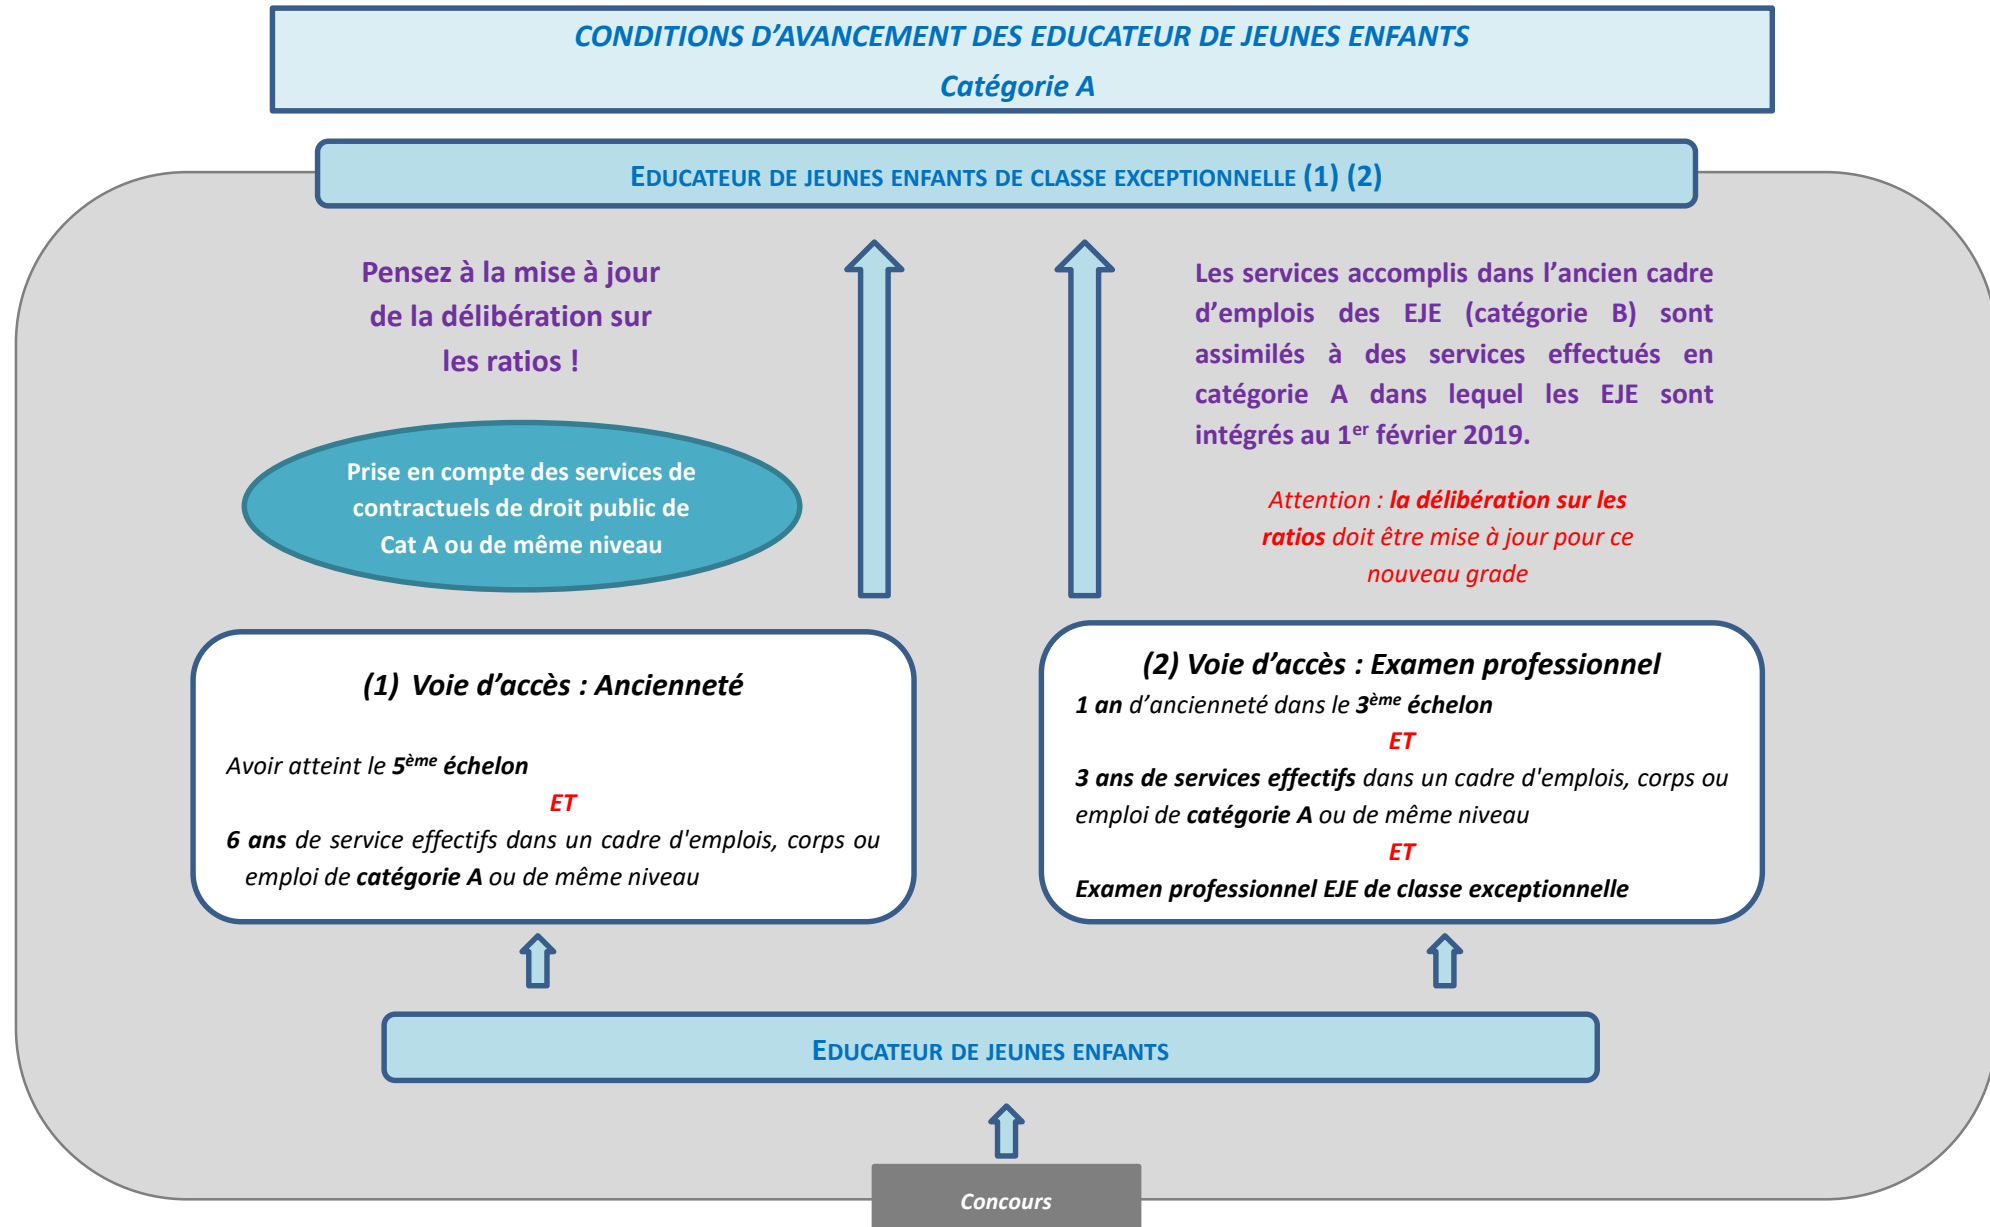 CONDITIONS D'AVANCEMENT DES EDUCATEUR DE JEUNES ENFANTS
Catégorie A
EDUCATEUR DE JEUNES ENFANTS DE CLASSE EXCEPTIONNELLE (1) (2)
Pensez à la mise à jour
de la délibération sur
les ratios !
Les services accomplis dans l'ancien cadre
d'emplois des EJE (catégorie B) sont
assimilés à des services effectués en
catégorie A dans lequel les EJE sont
intégrés au 1er février 2019.
Prise en compte des services de
contractuels de droit public de
Cat A ou de même niveau
Attention : la délibération sur les
ratios doit être mise à jour pour ce
nouveau grade
(1) Voie d'accès : Ancienneté
Avoir atteint le 5ème échelon
ET
6 ans de service effectifs dans un cadre d'emplois, corps ou
emploi de catégorie A ou de même niveau
(2) Voie d'accès : Examen professionnel
1 an d'ancienneté dans le 3ème échelon
ET
3 ans de services effectifs dans un cadre d'emplois, corps ou
emploi de catégorie A ou de même niveau
ET
Examen professionnel EJE de classe exceptionnelle
EDUCATEUR DE JEUNES ENFANTS
Concours